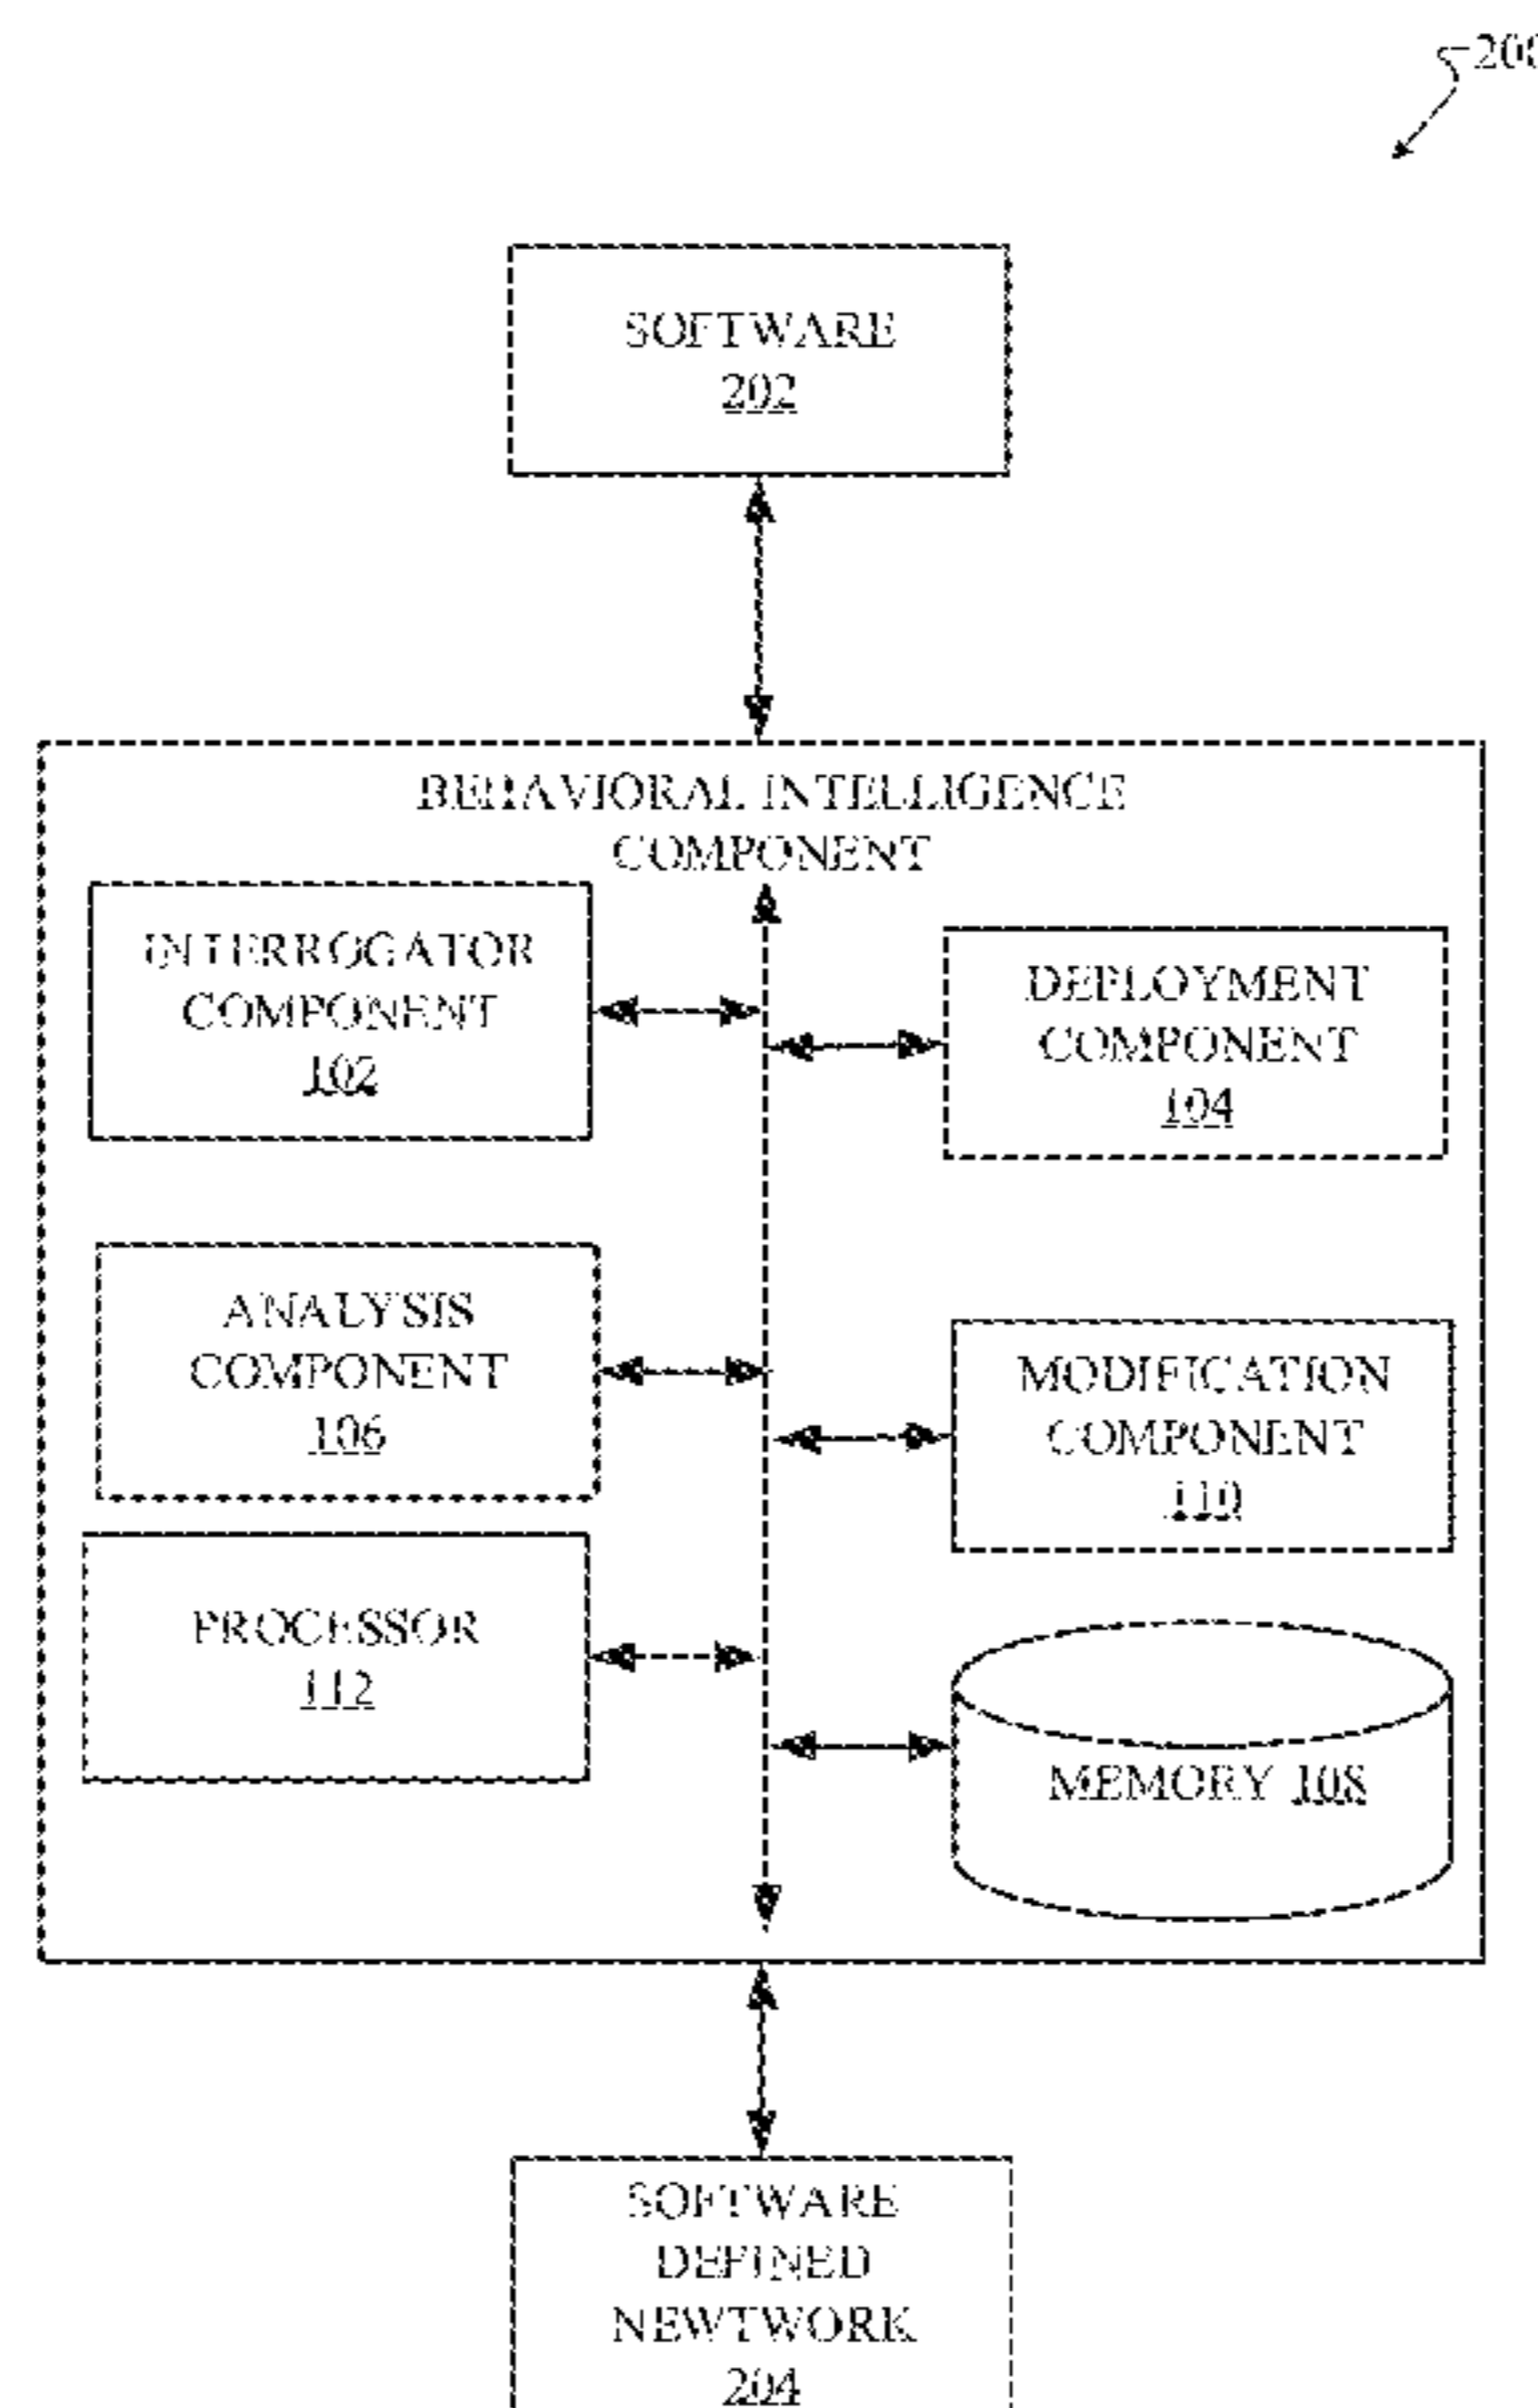 200
SOFTWARE
202
BEHAVIORAL INTELLIGENCE
COMPONENT
INTERROGATOR
COMPONENT
102
DEPLOYMENT
COMPONENT
104
ANALYSIS
COMPONENT
106
MODIFICATION
COMPONENT
110
PROCESSOR
112
MEMORY 108
SOFTWARE
DEFINED
NEWTWORK
204